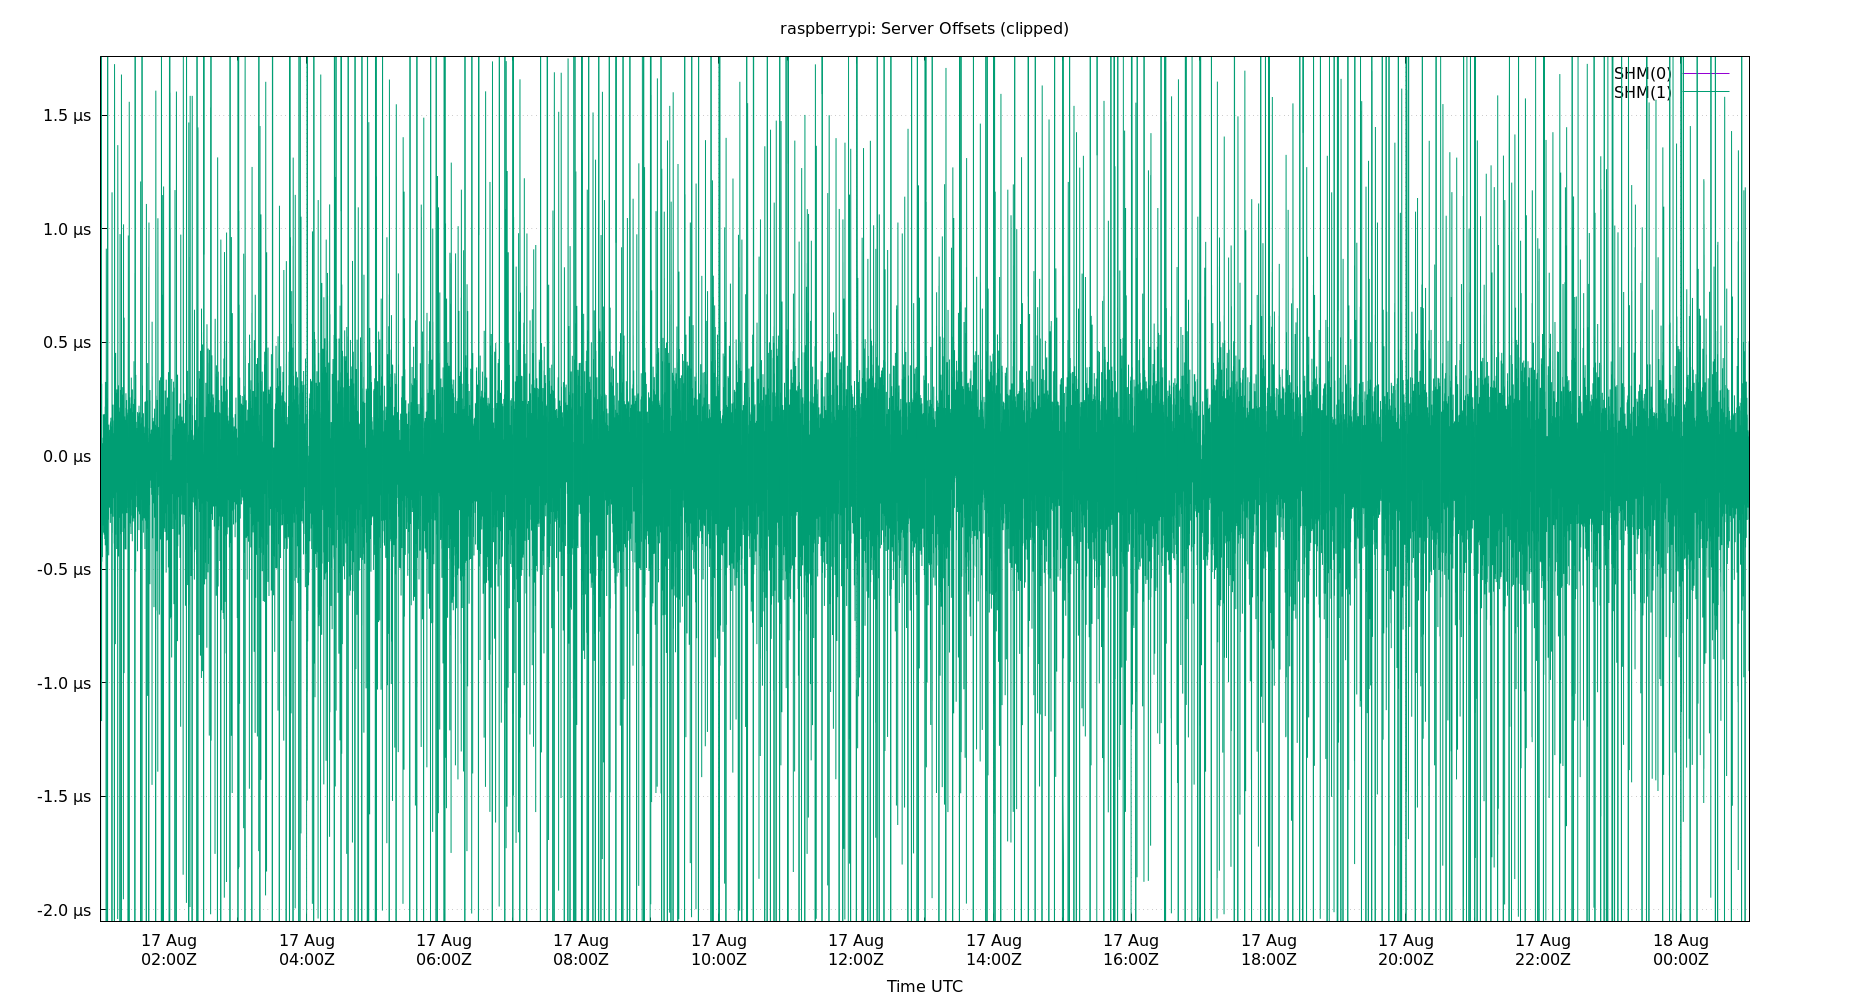 raspberrypi: Server Offsets (clipped)
SHM(0)
SHM(1)
1.5 µs
1.0 µs
0.5 µs
0.0 µs
-0.5 µs
-1.0 µs
-1.5 µs
-2.0 µs
17 Aug 17 Aug 17 Aug 17 Aug 17 Aug 17 Aug 17 Aug 17 Aug 17 Aug 17 Aug 17 Aug 18 Aug
02:00Z 04:00Z 06:00Z 08:00Z 10:00Z 12:00Z 14:00Z 16:00Z 18:00Z 20:00Z 22:00Z 00:00Z
Time UTC